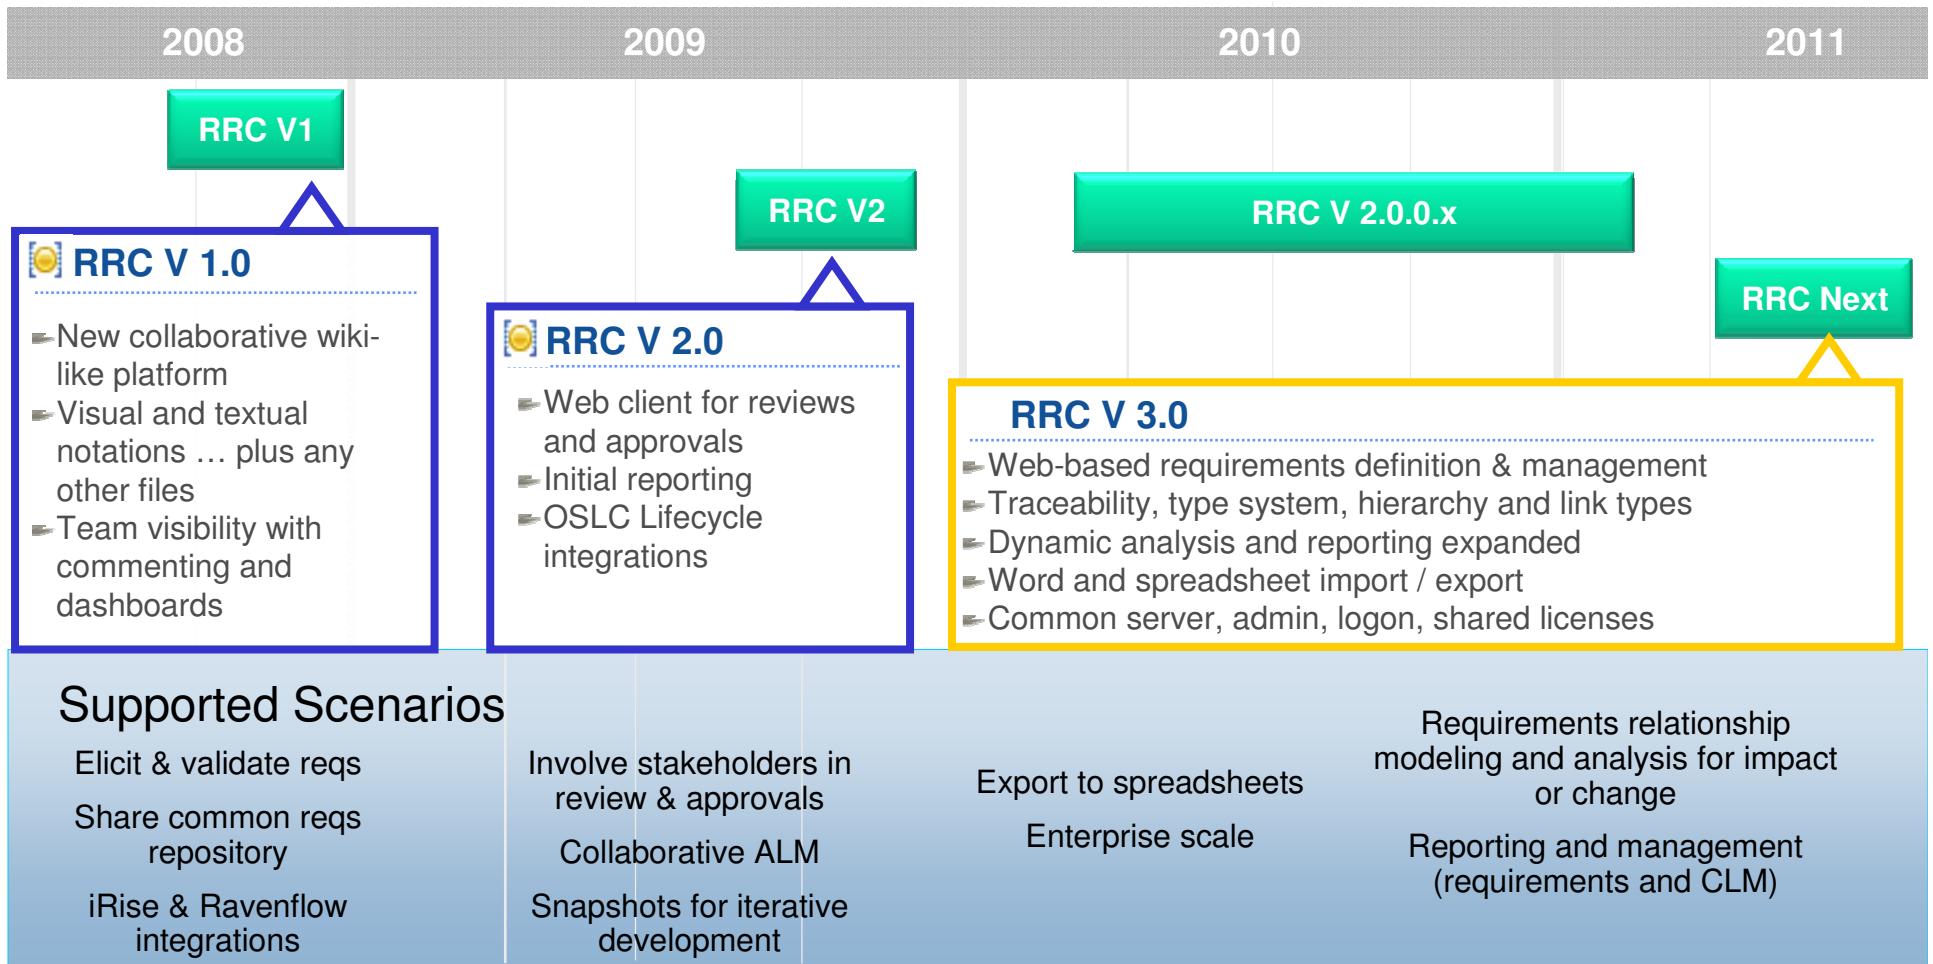 2008 2009 2010 2011
RRC V1
RRC V2
RRC V 2.0.0.x
RRC Next
RRC V 1.0
New collaborative wiki-
like platform
Visual and textual
notations … plus any
other files
Team visibility with
commenting and
dashboards
RRC V 2.0
Web client for reviews
and approvals
Initial reporting
OSLC Lifecycle
integrations
RRC V 3.0
Web-based requirements definition & management
Traceability, type system, hierarchy and link types
Dynamic analysis and reporting expanded
Word and spreadsheet import / export
Common server, admin, logon, shared licenses
Supported Scenarios
Elicit & validate reqs
Share common reqs
repository
iRise & Ravenflow
integrations
Involve stakeholders in
review & approvals
Collaborative ALM
Snapshots for iterative
development
Export to spreadsheets
Enterprise scale
Requirements relationship
modeling and analysis for impact
or change
Reporting and management
(requirements and CLM)